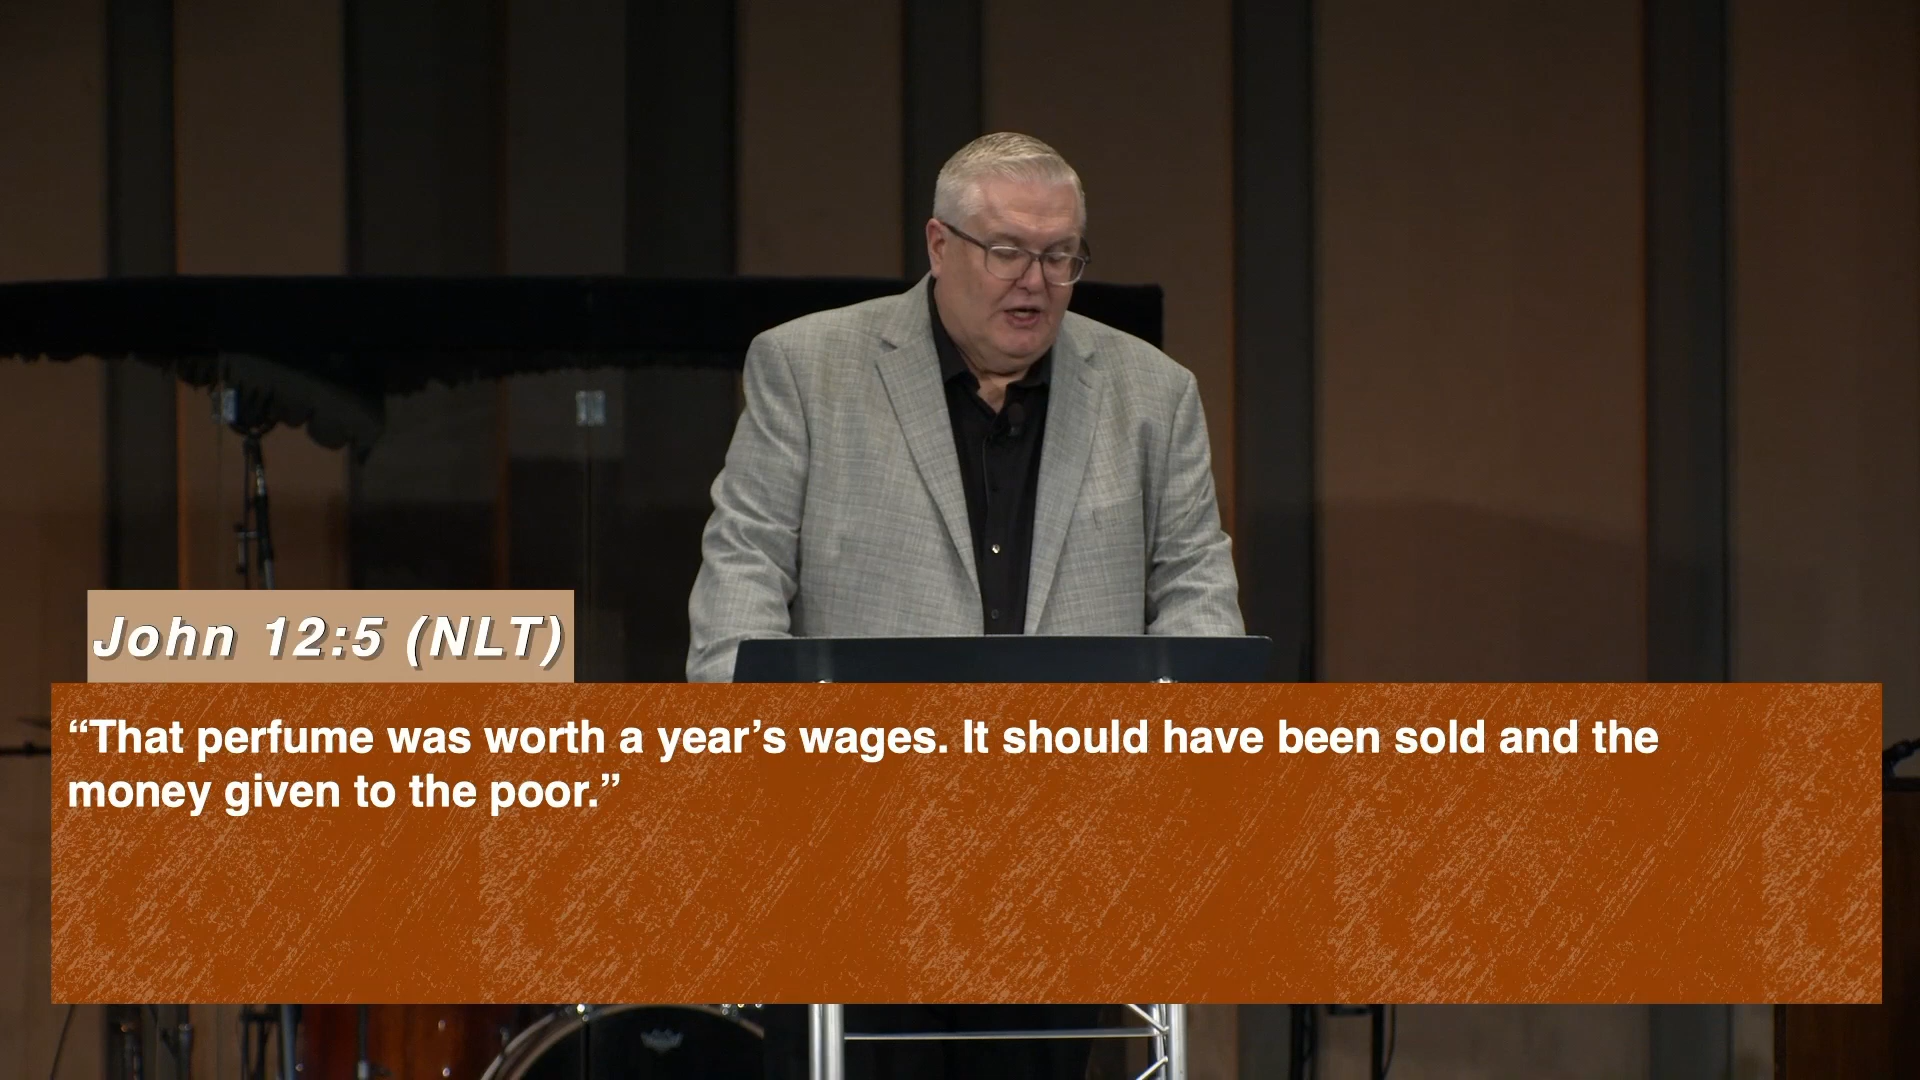 John 12:5 (NLT)
“That perfume was worth a year’s wages. It should have been sold and the
money given to the poor.”